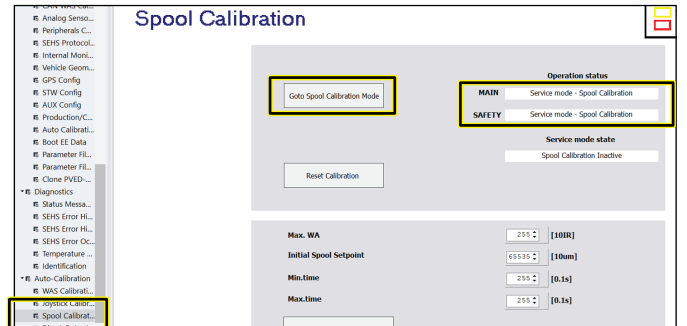 Spool Calibration
CAN WAS Cal...
Analog Senso...
Peripherals C...
SEHS Protocol...
Internal Moni...
Vehicle Geom...
GPS Config
STW Config
AUX Config
Production/C...
Auto Calibrati...
Boot EE Data
Parameter Fil...
Parameter Fil...
Clone PVED-...
Diagnostics
Status Messa...
SEHS Error Hi...
SEHS Error Hi...
SEHS Error Oc...
Temperature ...
Identification
Auto-Calibration
WAS Calibrati...
Joystick Calibr...
Spool Calibrat...
Goto Spool Calibration Mode
Operation status
MAIN Service mode - Spool Calibration
SAFETY Service mode - Spool Calibration
Service mode state
Spool Calibration Inactive
Reset Calibration
Max. WA 255 [10IR]
Initial Spool Setpoint 65535 [10um]
Min.time 255 [0.1s]
Max.time 255 [0.1s]